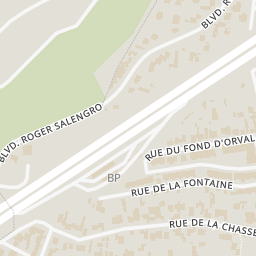 BLVD. R
BLVD. ROGER SALENGRO
RUE DU FOND D'ORVAL
BP
RUE DE LA FONTAINE
RUE DE LA CHASSE